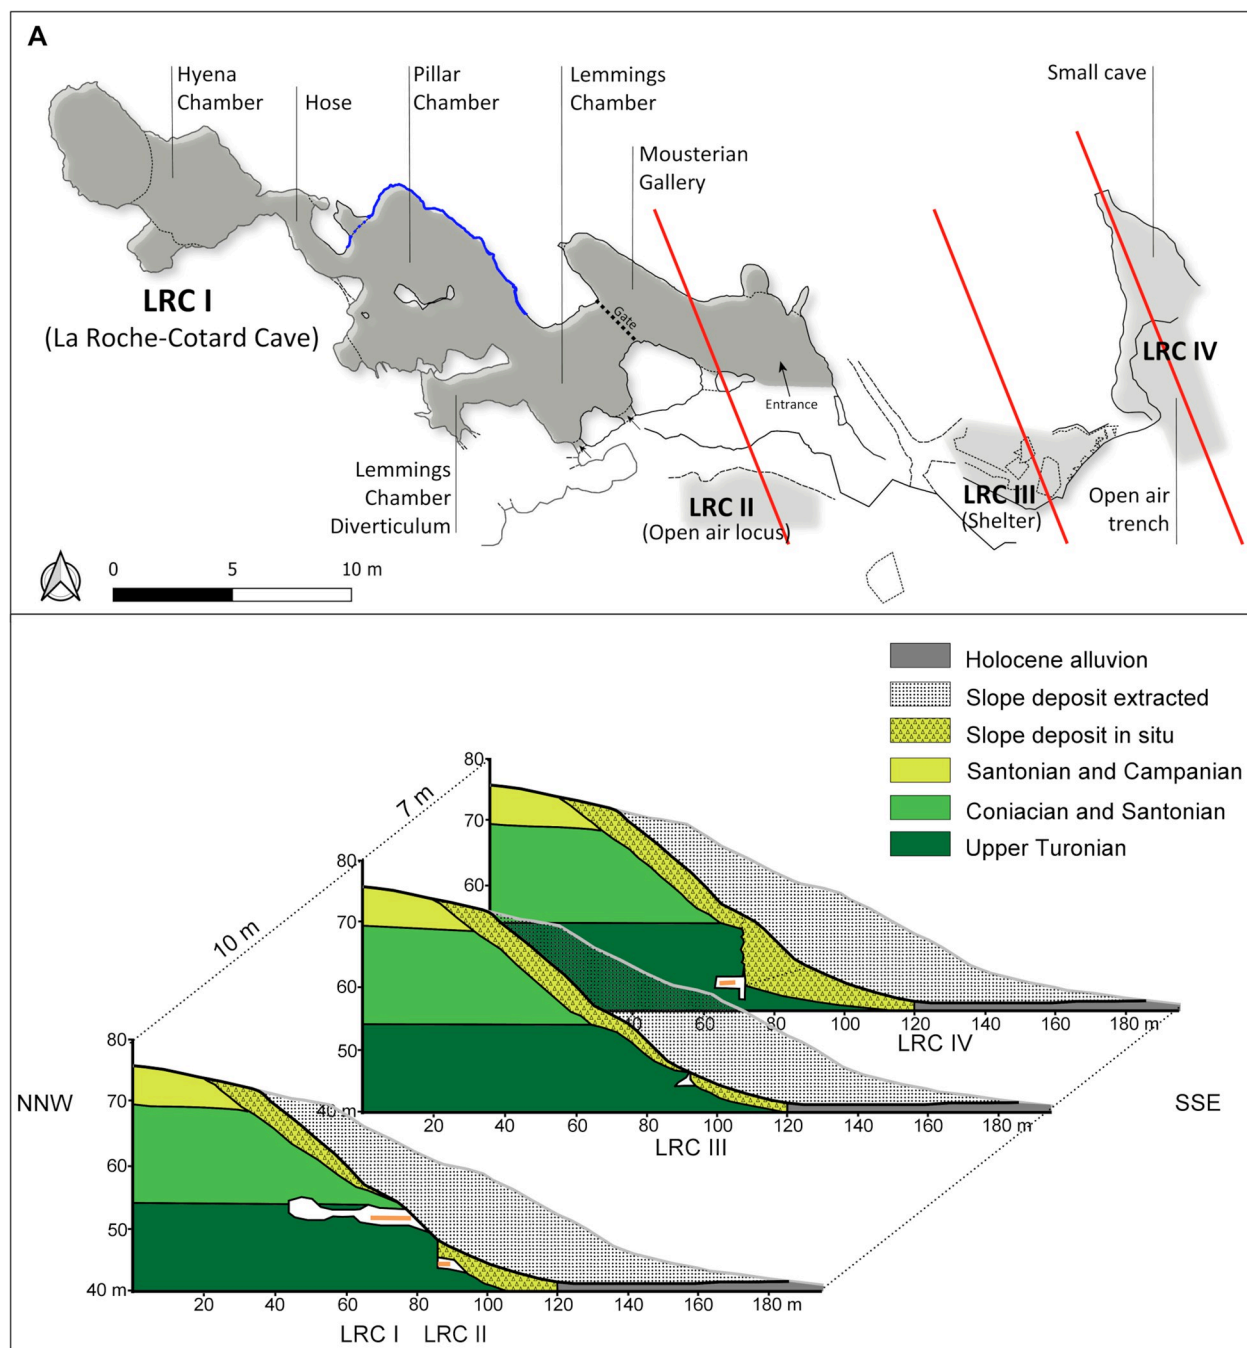 A
Hyena
Chamber
Hose
Pillar
Chamber
Lemmings
Chamber
Mousterian
Gallery
Small cave
LRC I
(La Roche-Cotard Cave)
Gate
Entrance
LRC IV
Lemmings
Chamber
Diverticulum
LRC II
(Open air locus)
LRC III
(Shelter)
Open air
trench
0 5 10 m
Holocene alluvion
Slope deposit extracted
Slope deposit in situ
Santonian and Campanian
Coniacian and Santonian
Upper Turonian
7 m
80
70
60
60 80 100 120 140 160 180 m
LRC IV
10 m
80
70
60
50
40 m
20 40 60 80 100 120 140 160 180 m
LRC III
NNW
SSE
80
70
60
50
40 m
20 40 60 80 100 120 140 160 180 m
LRC I LRC II